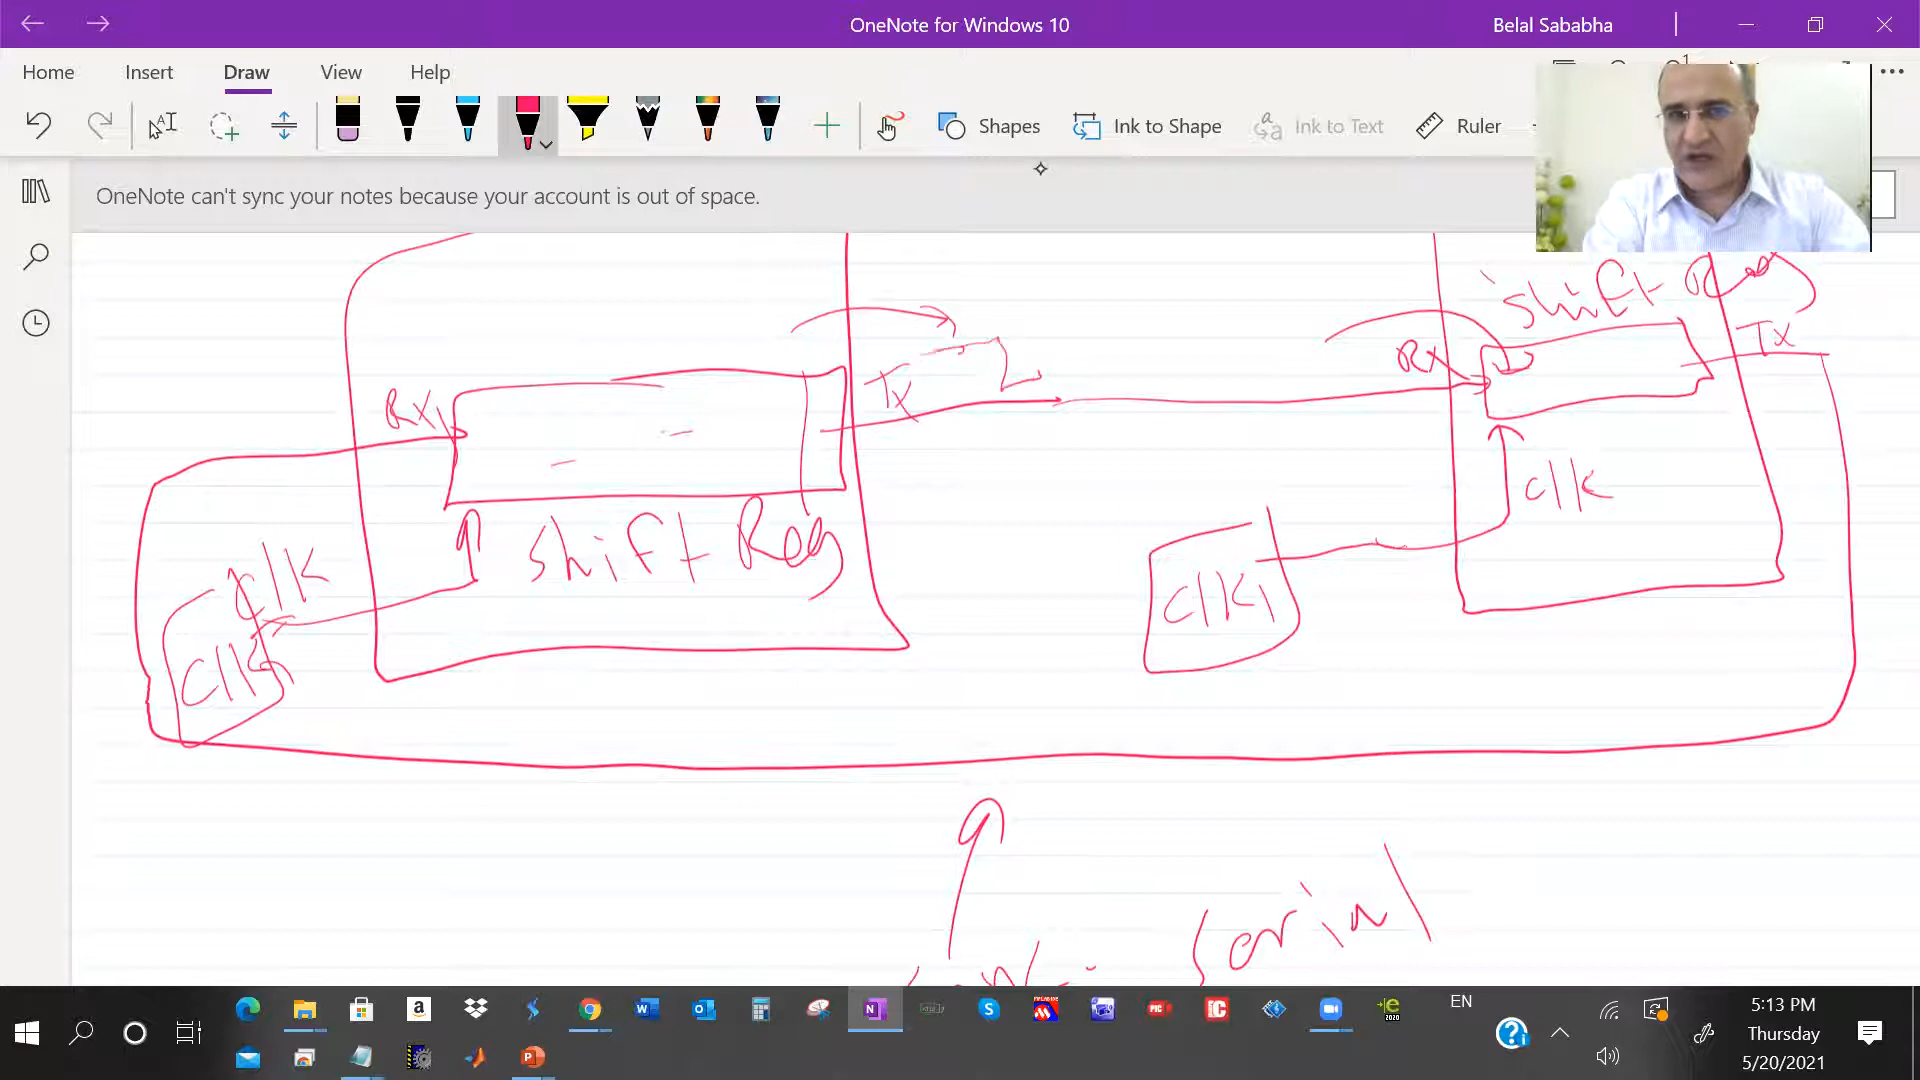 OneNote for Windows 10
Belal Sababha
Home Insert Draw View Help
Shapes Ink to Shape Ink to Text Ruler
OneNote can't sync your notes because your account is out of space.
shift Reg
Rx Tx Rx Tx
clk
shift Reg
clk
clk
clk1
serial
EN
5:13 PM
Thursday
5/20/2021